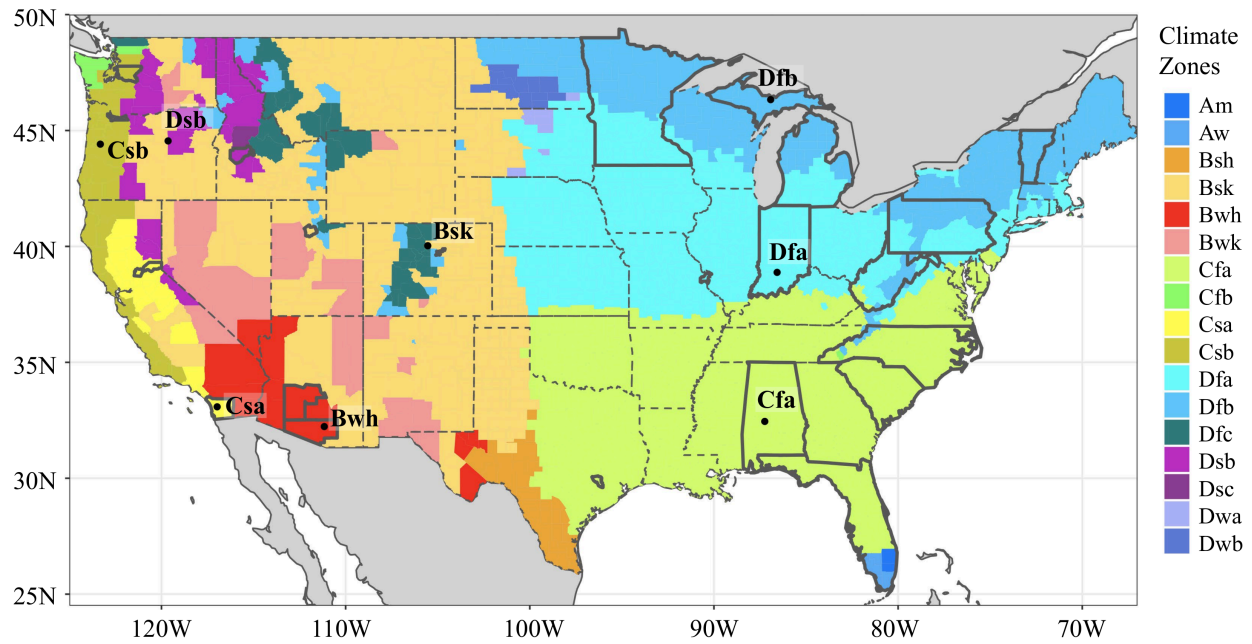 50N
45N
40N
35N
30N
25N
120W
110W
100W
90W
80W
70W
Dfb
Dsb
Csb
Bsk
Dfa
Csa
Bwh
Cfa
Climate
Zones
Am
Aw
Bsh
Bsk
Bwh
Bwk
Cfa
Cfb
Csa
Csb
Dfa
Dfb
Dfc
Dsb
Dsc
Dwa
Dwb